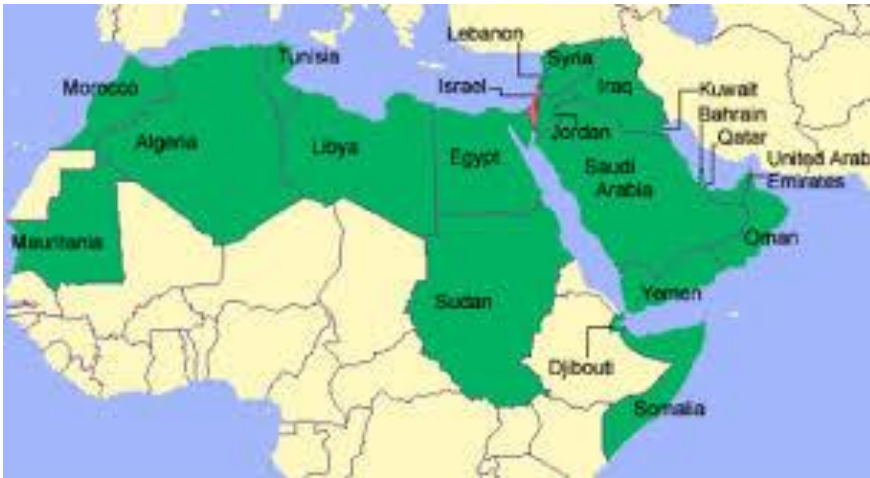 Lebanon
Syria
Tunisia
Morocco
Israel
Iraq
Kuwait
Bahrain
Qatar
Algeria
Libya
Egypt
Jordan
Saudi
Arabia
United Arab
Emirates
Mauritania
Oman
Sudan
Yemen
Djibouti
Somalia